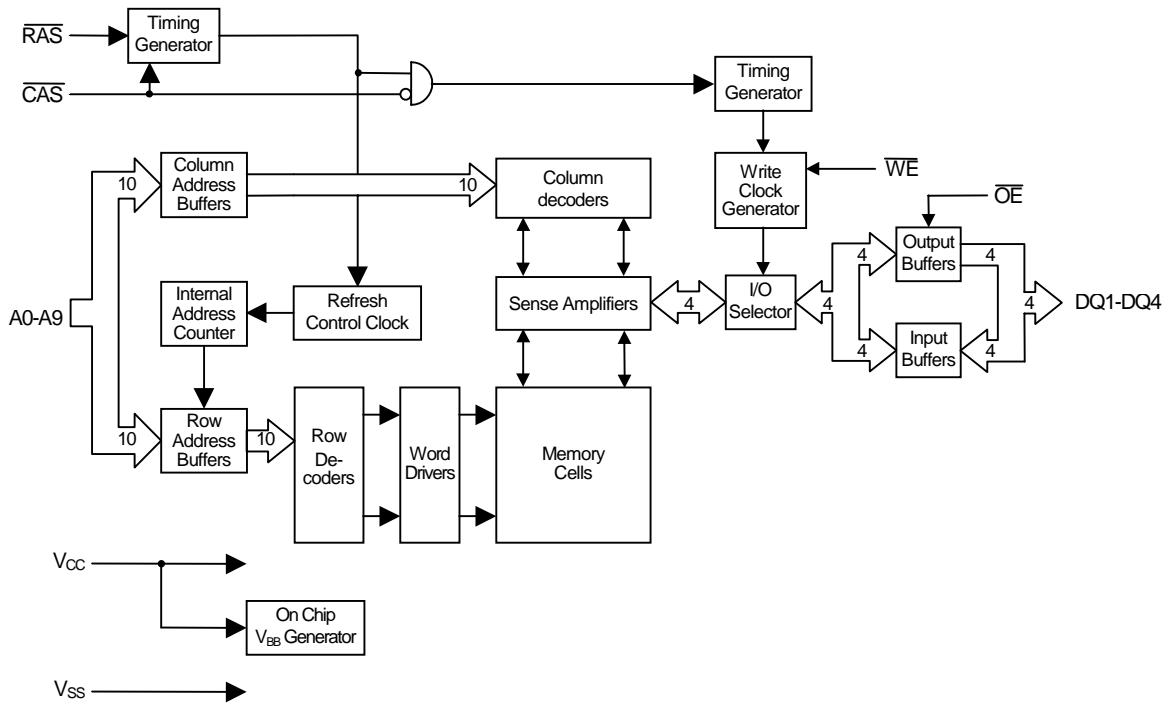 RAS
Timing
Generator
CAS
Timing
Generator
10
Column
Address
Buffers
10
Column
decoders
Write
Clock
Generator
WE
OE
4
4
Output
Buffers
4
A0-A9
Internal
Address
Counter
Refresh
Control Clock
Sense Amplifiers
4
I/O
Selector
4
4
DQ1-DQ4
4
Input
Buffers
4
10
Row
Address
Buffers
10
Row
De-
coders
Word
Drivers
Memory
Cells
VCC
On Chip
VBB Generator
VSS